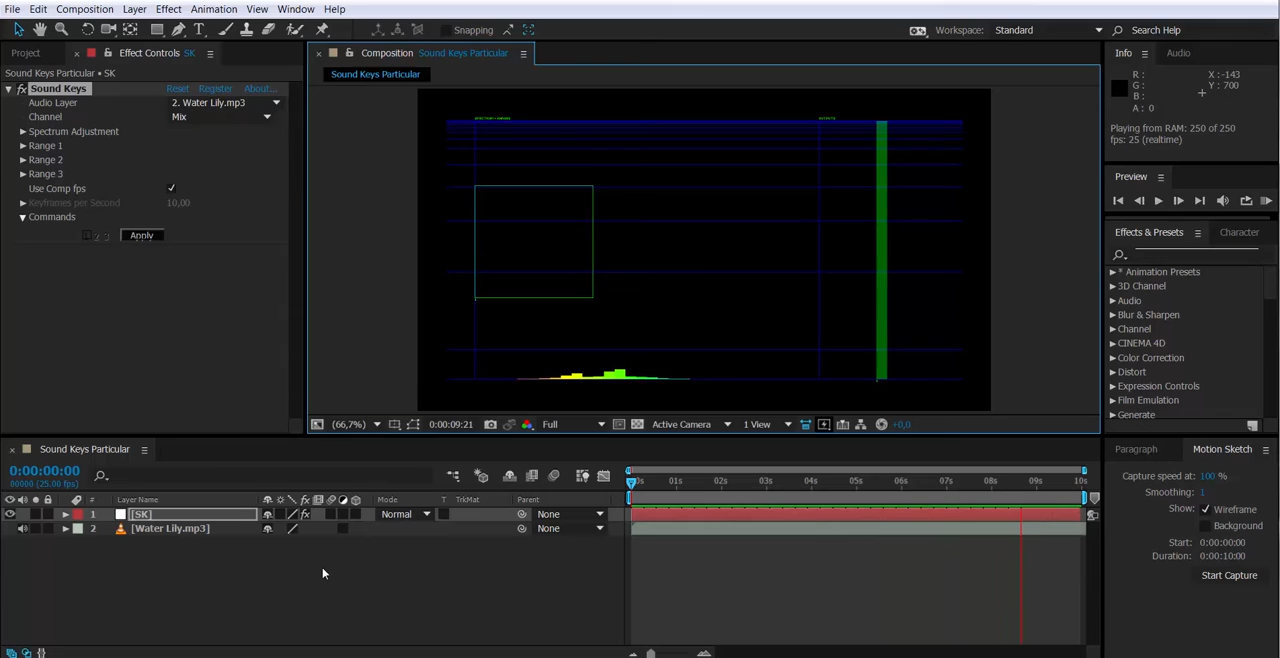 File Edit Composition Layer Effect Animation View Window Help
Snapping Workspace: Standard Search Help
Project × Effect Controls SK
Sound Keys Particular • SK
fx Sound Keys Reset Register About...
Audio Layer 2. Water Lily.mp3
Channel Mix
Spectrum Adjustment
Range 1
Range 2
Range 3
Use Comp fps
Keyframes per Second 10,00
Commands
1 2 3 Apply
× Composition Sound Keys Particular
Sound Keys Particular
(66,7%) 0:00:09:21 Full Active Camera 1 View +0,0
Info Audio
R: X: -143
G: Y: 700
B:
A: 0
Playing from RAM: 250 of 250
fps: 25 (realtime)
Preview
Effects & Presets Character
* Animation Presets
3D Channel
Audio
Blur & Sharpen
Channel
CINEMA 4D
Color Correction
Distort
Expression Controls
Film Emulation
Generate
× Sound Keys Particular
0:00:00:00
00000 (25.00 fps)
# Layer Name fx Mode T TrkMat Parent
1 [SK] fx Normal None
2 [Water Lily.mp3] None
0s 01s 02s 03s 04s 05s 06s 07s 08s 09s 10s
Paragraph Motion Sketch
Capture speed at: 100 %
Smoothing: 1
Show: Wireframe
Background
Start: 0:00:00:00
Duration: 0:00:10:00
Start Capture